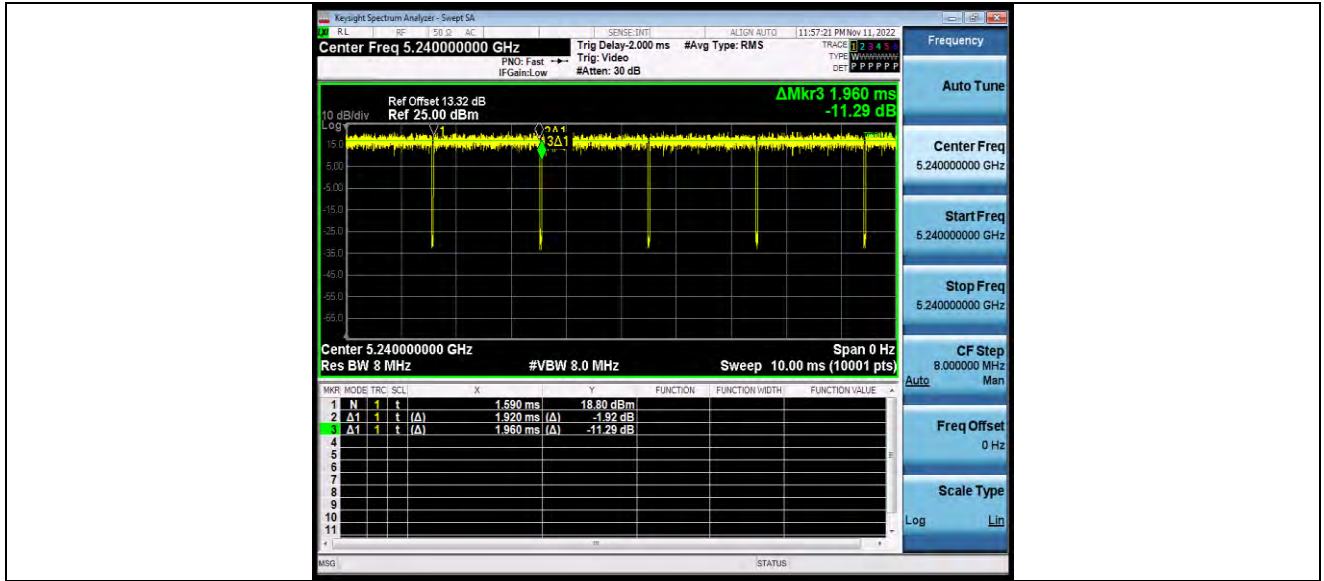 Keysight Spectrum Analyzer - Swept SA
RL RF 50 Ω AC SENSE:INT ALIGN AUTO 11:57:21 PM Nov 11, 2022
Center Freq 5.240000000 GHz
PNO: Fast
IFGain:Low
Trig Delay-2.000 ms
Trig: Video
#Atten: 30 dB
#Avg Type: RMS
TRACE 1 2 3 4 5 6
TYPE
DET P P P P P P
ΔMkr3 1.960 ms
-11.29 dB
Ref Offset 13.32 dB
10 dB/div Ref 25.00 dBm
Log
1
2Δ1
3Δ1
15.0
5.00
-5.00
-15.0
-25.0
-35.0
-45.0
-55.0
-65.0
Center 5.240000000 GHz Span 0 Hz
Res BW 8 MHz #VBW 8.0 MHz Sweep 10.00 ms (10001 pts)
MKR MODE TRC SCL X Y FUNCTION FUNCTION WIDTH FUNCTION VALUE
1 N 1 t 1.590 ms 18.80 dBm
2 Δ1 1 t (Δ) 1.920 ms (Δ) -1.92 dB
3 Δ1 1 t (Δ) 1.960 ms (Δ) -11.29 dB
4
5
6
7
8
9
10
11
MSG STATUS
Frequency
Auto Tune
Center Freq
5.240000000 GHz
Start Freq
5.240000000 GHz
Stop Freq
5.240000000 GHz
CF Step
8.000000 MHz
Auto Man
Freq Offset
0 Hz
Scale Type
Log Lin